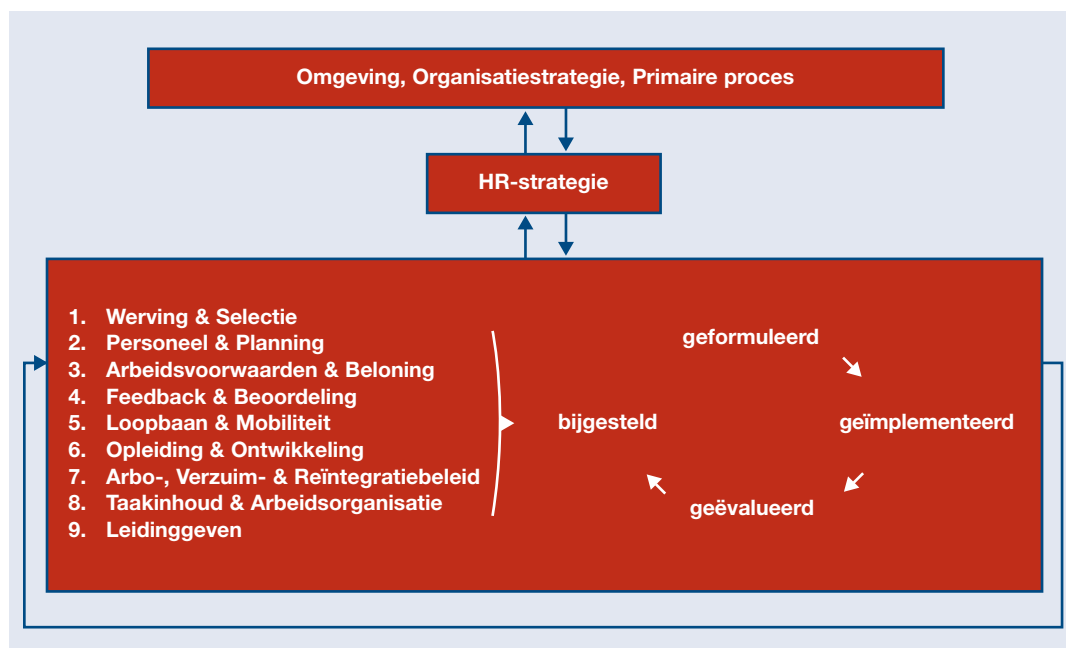 Omgeving, Organisatiestrategie, Primaire proces
HR-strategie
1. Werving & Selectie
2. Personeel & Planning
3. Arbeidsvoorwaarden & Beloning
4. Feedback & Beoordeling
5. Loopbaan & Mobiliteit
6. Opleiding & Ontwikkeling
7. Arbo-, Verzuim- & Reïntegratiebeleid
8. Taakinhoud & Arbeidsorganisatie
9. Leidinggeven
geformuleerd
geïmplementeerd
geëvalueerd
bijgesteld